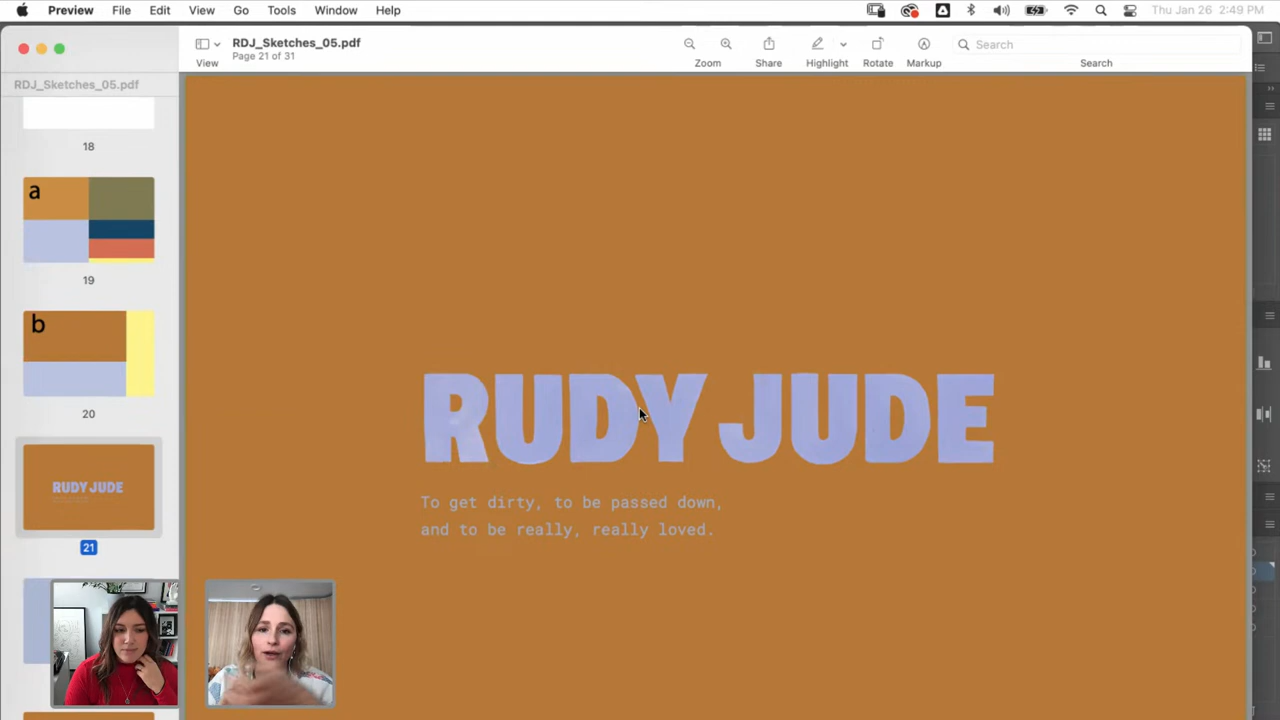 Preview File Edit View Go Tools Window Help Thu Jan 26 2:49 PM
RDJ_Sketches_05.pdf
Page 21 of 31
Search
View Zoom Share Highlight Rotate Markup Search
RDJ_Sketches_05.pdf
18
a
19
b
20
RUDY JUDE
21
RUDY JUDE
To get dirty, to be passed down,
and to be really, really loved.